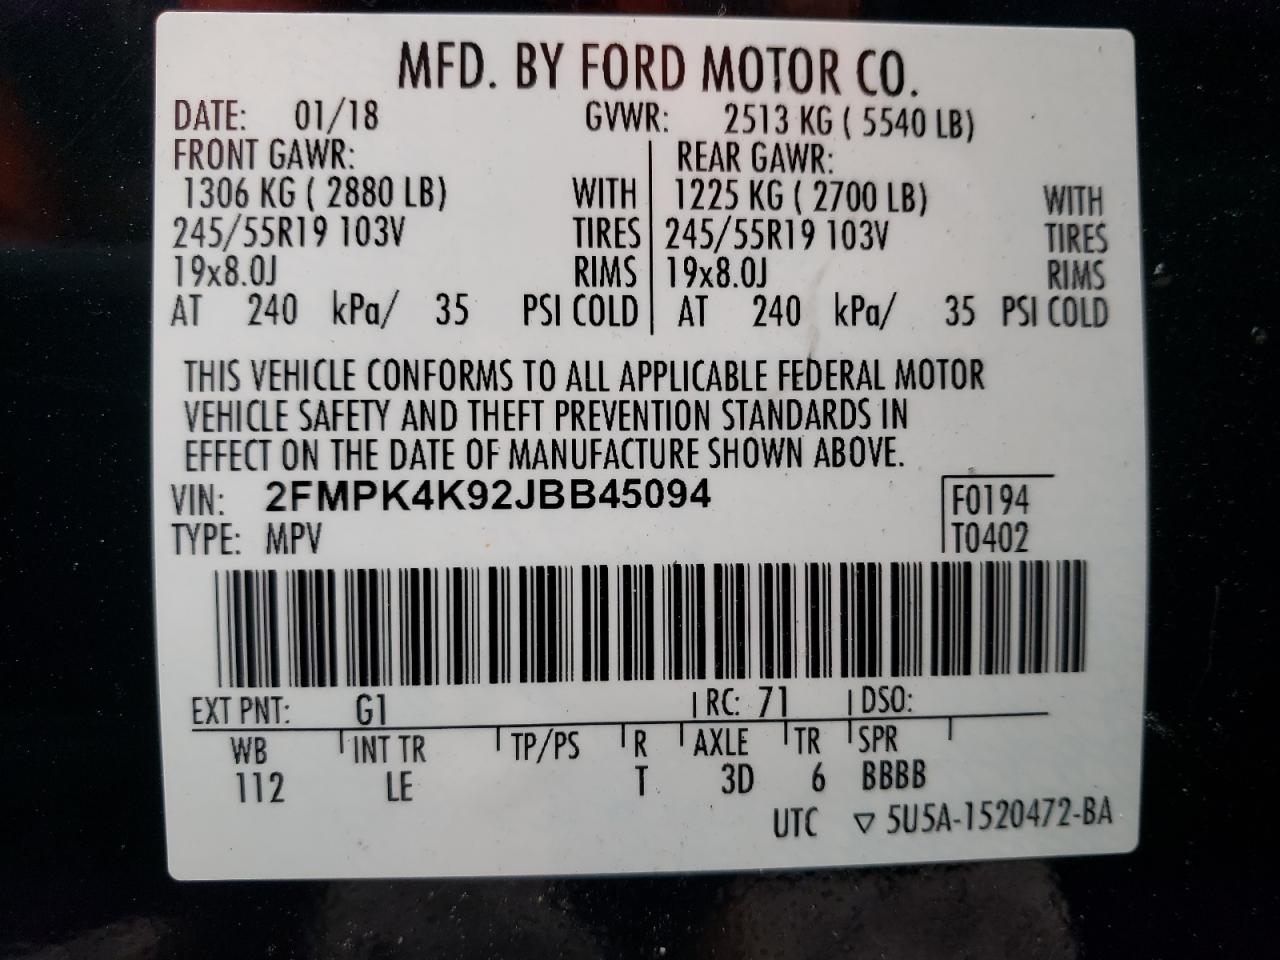 MFD. BY FORD MOTOR CO.
DATE: 01/18 GVWR: 2513 KG ( 5540 LB)
FRONT GAWR: REAR GAWR:
1306 KG ( 2880 LB) WITH 1225 KG ( 2700 LB) WITH
245/55R19 103V TIRES 245/55R19 103V TIRES
19x8.0J RIMS 19x8.0J RIMS
AT 240 kPa/ 35 PSI COLD AT 240 kPa/ 35 PSI COLD
THIS VEHICLE CONFORMS TO ALL APPLICABLE FEDERAL MOTOR
VEHICLE SAFETY AND THEFT PREVENTION STANDARDS IN
EFFECT ON THE DATE OF MANUFACTURE SHOWN ABOVE.
VIN: 2FMPK4K92JBB45094 F0194
TYPE: MPV T0402
EXT PNT: G1 RC: 71 DSO:
WB INT TR TP/PS R AXLE TR SPR
112 LE T 3D 6 BBBB
UTC ▽ 5U5A-1520472-BA